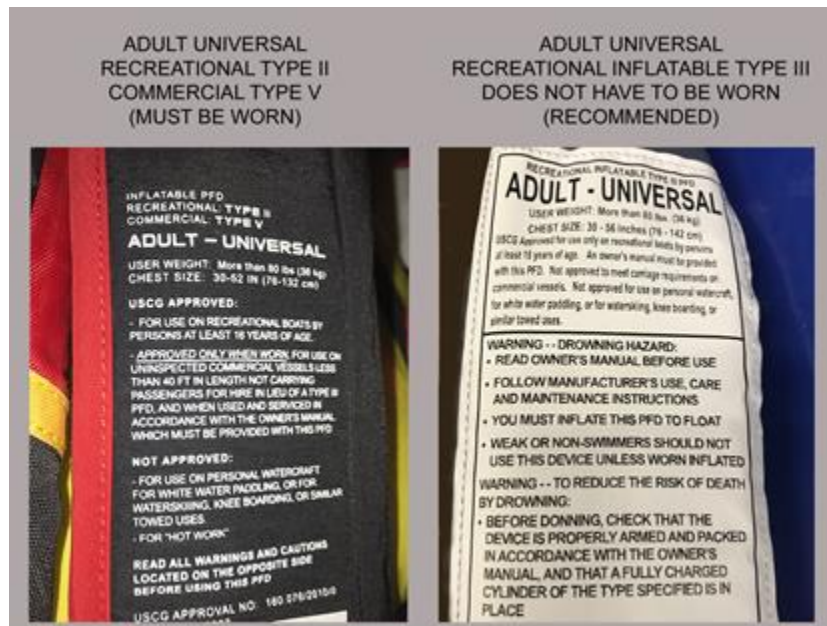 ADULT UNIVERSAL
RECREATIONAL TYPE II
COMMERCIAL TYPE V
(MUST BE WORN)
INFLATABLE PFD
RECREATIONAL: TYPE II
COMMERCIAL: TYPE V
ADULT – UNIVERSAL
USER WEIGHT: More than 80 lbs (36 kg)
CHEST SIZE: 30-52 IN (76-132 cm)
USCG APPROVED:
- FOR USE ON RECREATIONAL BOATS BY
PERSONS AT LEAST 16 YEARS OF AGE.
- APPROVED ONLY WHEN WORN, FOR USE ON
UNINSPECTED COMMERCIAL VESSELS LESS
THAN 40 FT IN LENGTH NOT CARRYING
PASSENGERS FOR HIRE IN LIEU OF A TYPE III
PFD, AND WHEN USED AND SERVICED IN
ACCORDANCE WITH THE OWNER'S MANUAL
WHICH MUST BE PROVIDED WITH THIS PFD
NOT APPROVED:
- FOR USE ON PERSONAL WATERCRAFT
FOR WHITE WATER PADDLING, OR FOR
WATERSKIING, KNEE BOARDING, OR SIMILAR
TOWED USES.
- FOR "HOT WORK"
READ ALL WARNINGS AND CAUTIONS
LOCATED ON THE OPPOSITE SIDE
BEFORE USING THIS PFD
USCG APPROVAL NO: 160.076/2010/0
ADULT UNIVERSAL
RECREATIONAL INFLATABLE TYPE III
DOES NOT HAVE TO BE WORN
(RECOMMENDED)
RECREATIONAL INFLATABLE TYPE III PFD
ADULT - UNIVERSAL
USER WEIGHT: More than 80 lbs. (36 kg)
CHEST SIZE: 30 - 56 inches (76 - 142 cm)
USCG Approved for use only on recreational boats by persons
at least 16 years of age. An owner's manual must be provided
with this PFD. Not approved to meet carriage requirements on
commercial vessels. Not approved for use on personal watercraft,
for white water paddling, or for waterskiing, knee boarding, or
similar towed uses.
WARNING - - DROWNING HAZARD:
• READ OWNER'S MANUAL BEFORE USE
• FOLLOW MANUFACTURER'S USE, CARE
AND MAINTENANCE INSTRUCTIONS
• YOU MUST INFLATE THIS PFD TO FLOAT
• WEAK OR NON-SWIMMERS SHOULD NOT
USE THIS DEVICE UNLESS WORN INFLATED
WARNING - - TO REDUCE THE RISK OF DEATH
BY DROWNING:
• BEFORE DONNING, CHECK THAT THE
DEVICE IS PROPERLY ARMED AND PACKED
IN ACCORDANCE WITH THE OWNER'S
MANUAL, AND THAT A FULLY CHARGED
CYLINDER OF THE TYPE SPECIFIED IS IN
PLACE